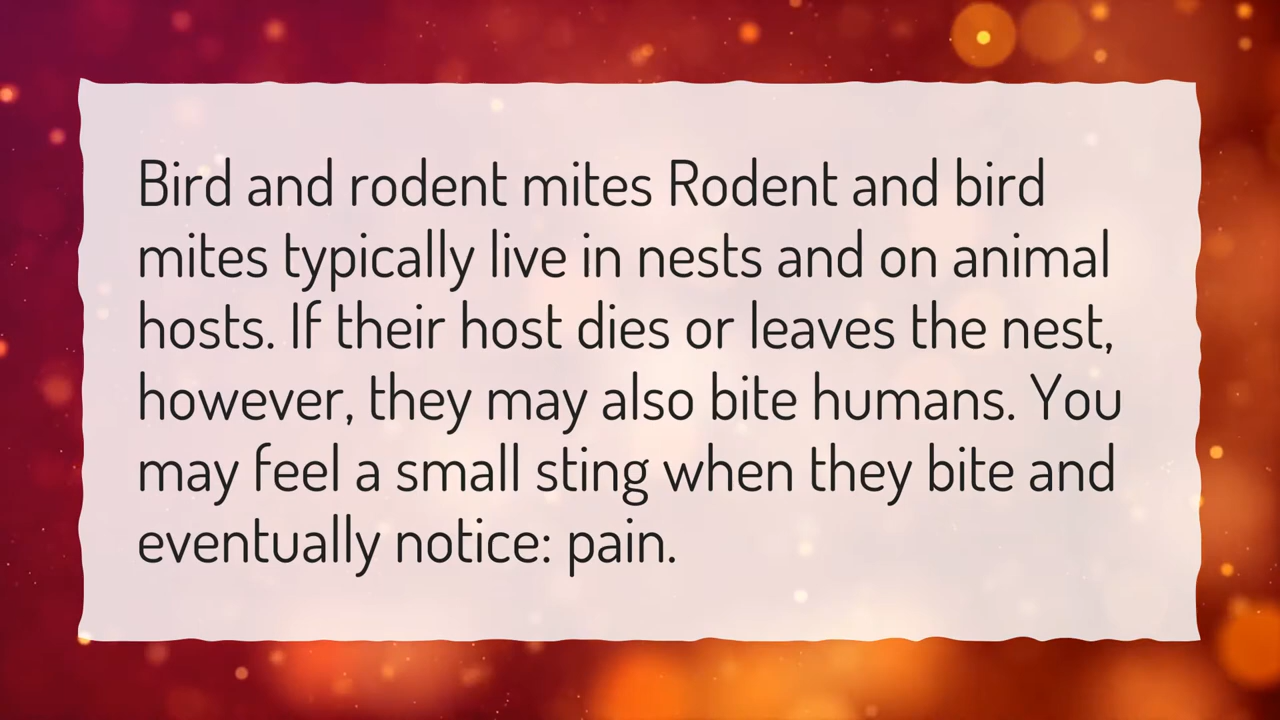 Bird and rodent mites Rodent and bird
mites typically live in nests and on animal
hosts. If their host dies or leaves the nest,
however, they may also bite humans. You
may feel a small sting when they bite and
eventually notice: pain.